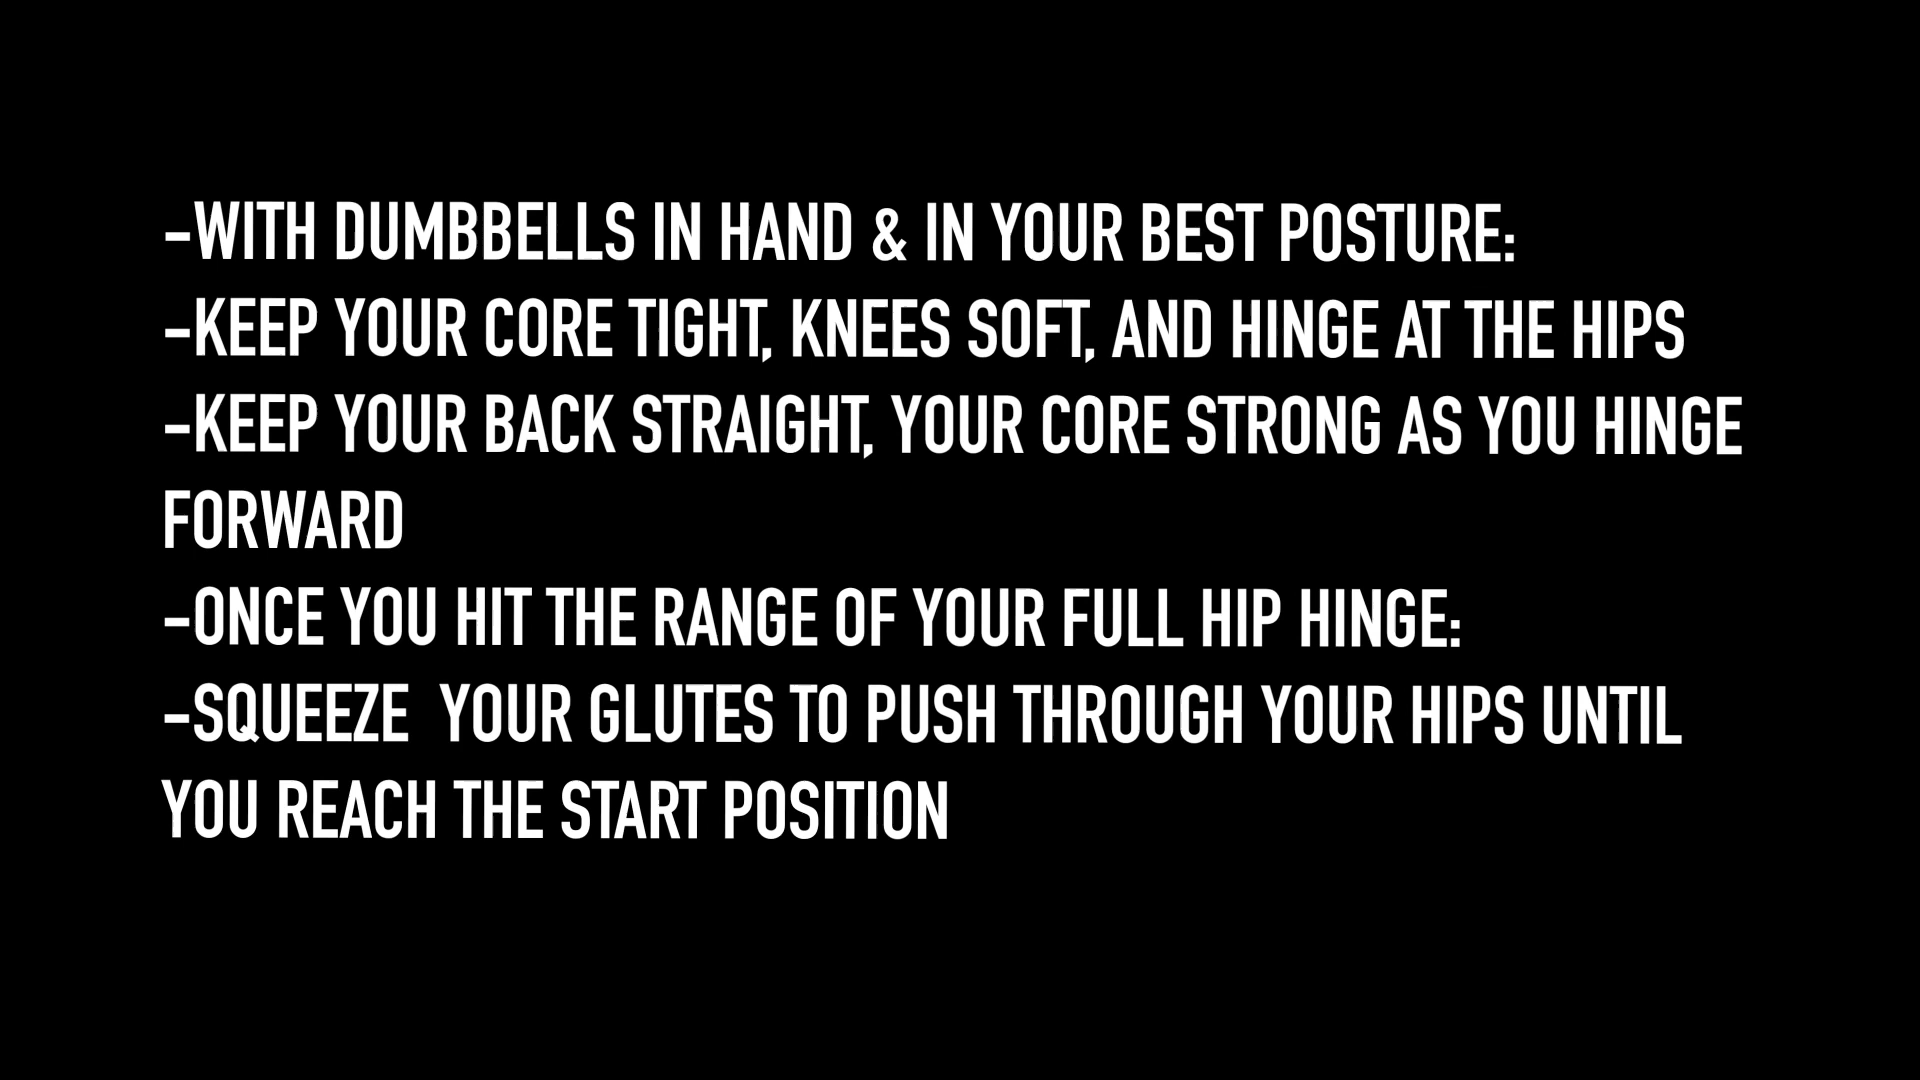 -WITH DUMBBELLS IN HAND & IN YOUR BEST POSTURE:
-KEEP YOUR CORE TIGHT, KNEES SOFT, AND HINGE AT THE HIPS
-KEEP YOUR BACK STRAIGHT, YOUR CORE STRONG AS YOU HINGE
FORWARD
-ONCE YOU HIT THE RANGE OF YOUR FULL HIP HINGE:
-SQUEEZE  YOUR GLUTES TO PUSH THROUGH YOUR HIPS UNTIL
YOU REACH THE START POSITION